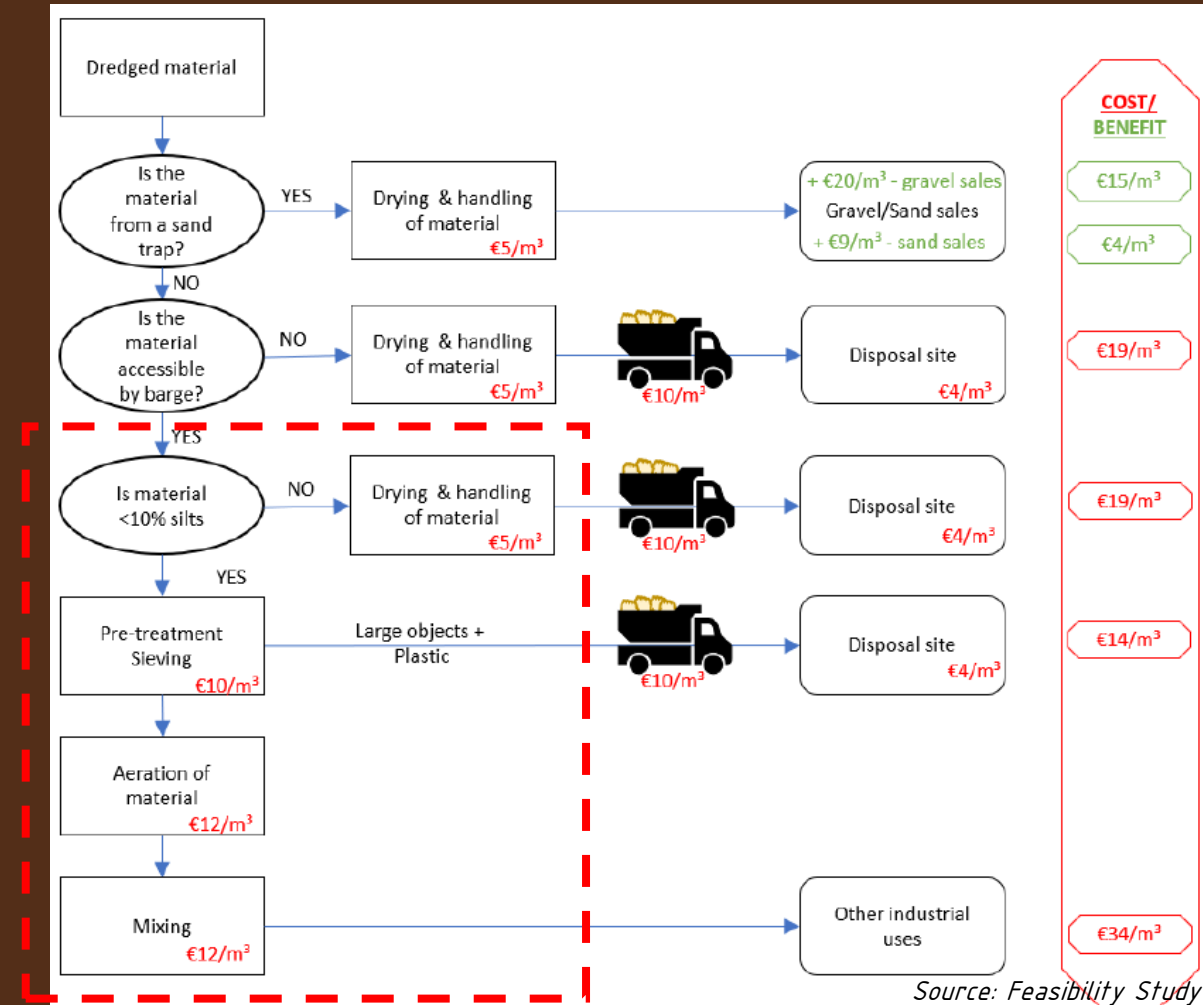 Dredged material
COST/
BENEFIT
Is the
material
from a sand
trap?
YES
Drying & handling
of material
€5/m³
+ €20/m³ - gravel sales
Gravel/Sand sales
+ €9/m³ - sand sales
€15/m³
€4/m³
NO
Is the
material
accessible
by barge?
NO
Drying & handling
of material
€5/m³
€10/m³
Disposal site
€4/m³
€19/m³
YES
Is material
<10% silts
NO
Drying & handling
of material
€5/m³
€10/m³
Disposal site
€4/m³
€19/m³
YES
Pre-treatment
Sieving
€10/m³
Large objects +
Plastic
€10/m³
Disposal site
€4/m³
€14/m³
Aeration of
material
€12/m³
Mixing
€12/m³
Other industrial
uses
€34/m³
Source: Feasibility Study